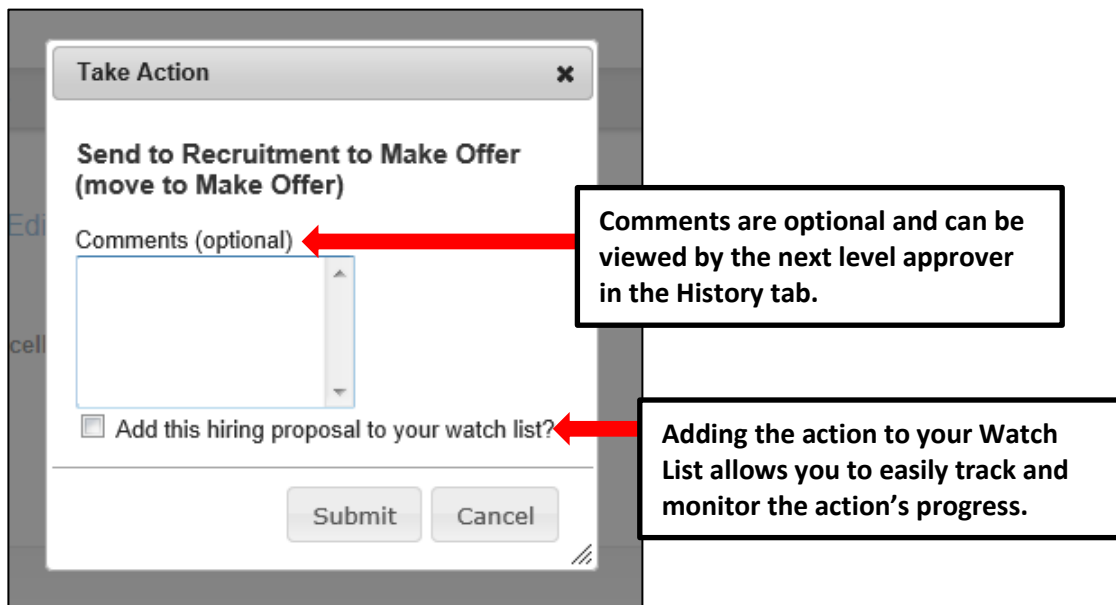 Take Action
Send to Recruitment to Make Offer
(move to Make Offer)
Edi
Comments (optional)
Comments are optional and can be
viewed by the next level approver
in the History tab.
cell
Add this hiring proposal to your watch list?
Adding the action to your Watch
List allows you to easily track and
monitor the action’s progress.
Submit
Cancel